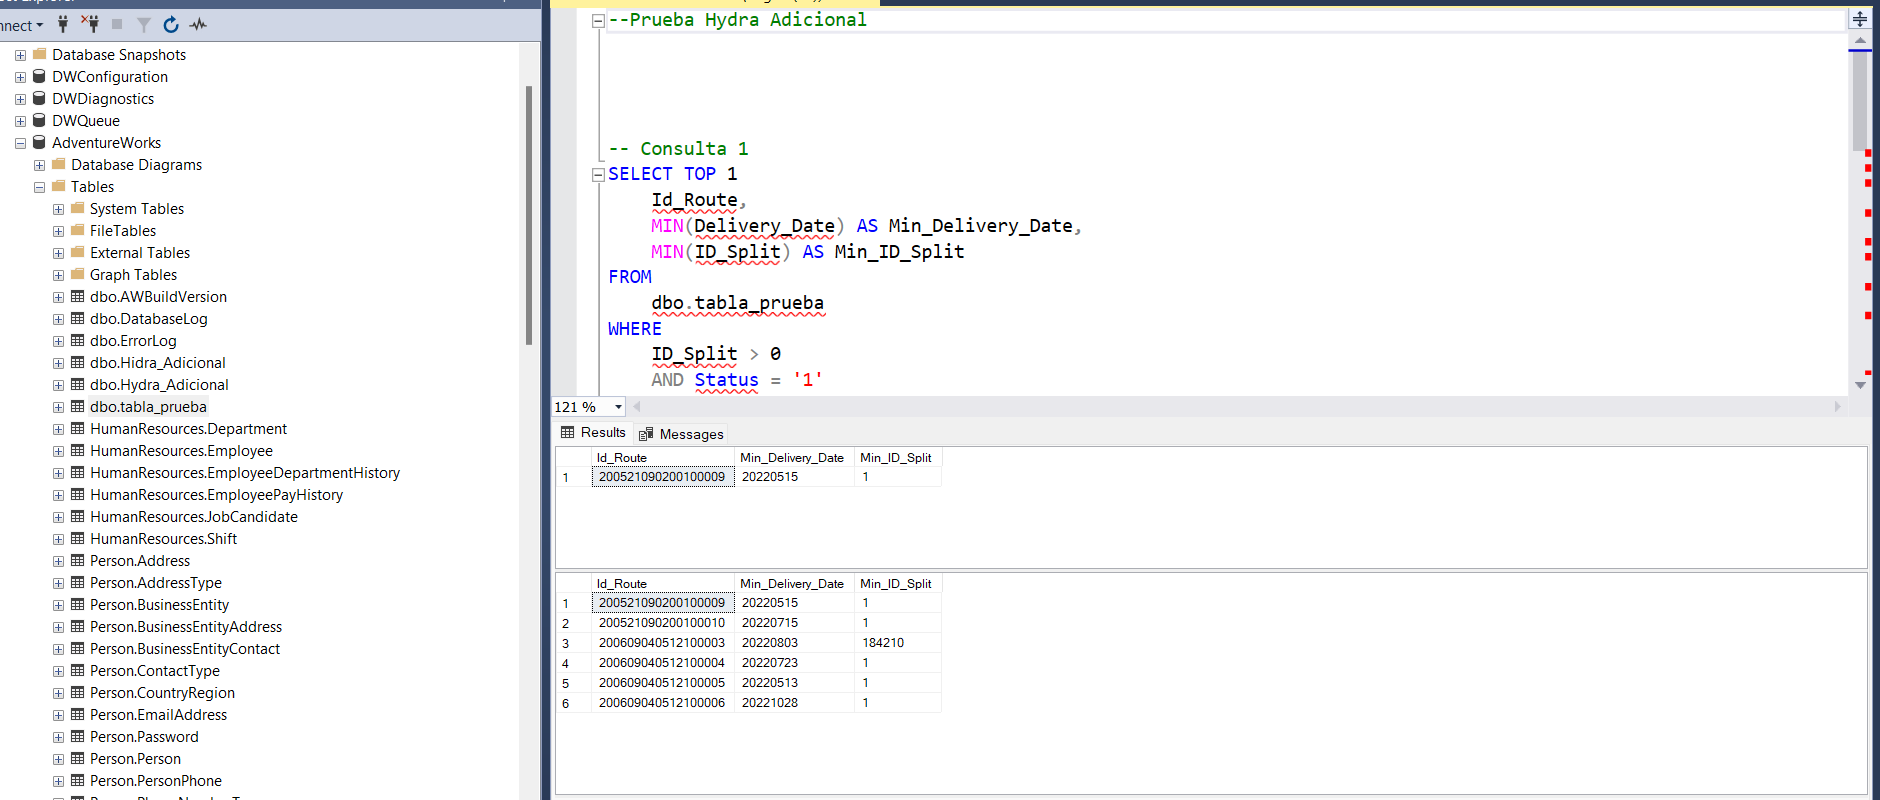 nnect
Database Snapshots
DWConfiguration
DWDiagnostics
DWQueue
AdventureWorks
Database Diagrams
Tables
System Tables
FileTables
External Tables
Graph Tables
dbo.AWBuildVersion
dbo.DatabaseLog
dbo.ErrorLog
dbo.Hidra_Adicional
dbo.Hydra_Adicional
dbo.tabla_prueba
HumanResources.Department
HumanResources.Employee
HumanResources.EmployeeDepartmentHistory
HumanResources.EmployeePayHistory
HumanResources.JobCandidate
HumanResources.Shift
Person.Address
Person.AddressType
Person.BusinessEntity
Person.BusinessEntityAddress
Person.BusinessEntityContact
Person.ContactType
Person.CountryRegion
Person.EmailAddress
Person.Password
Person.Person
Person.PersonPhone
--Prueba Hydra Adicional
-- Consulta 1
SELECT TOP 1
Id_Route,
MIN(Delivery_Date) AS Min_Delivery_Date,
MIN(ID_Split) AS Min_ID_Split
FROM
dbo.tabla_prueba
WHERE
ID_Split > 0
AND Status = '1'
121 %
Results Messages
Id_Route Min_Delivery_Date Min_ID_Split
1 200521090200100009 20220515 1
Id_Route Min_Delivery_Date Min_ID_Split
1 200521090200100009 20220515 1
2 200521090200100010 20220715 1
3 200609040512100003 20220803 184210
4 200609040512100004 20220723 1
5 200609040512100005 20220513 1
6 200609040512100006 20221028 1